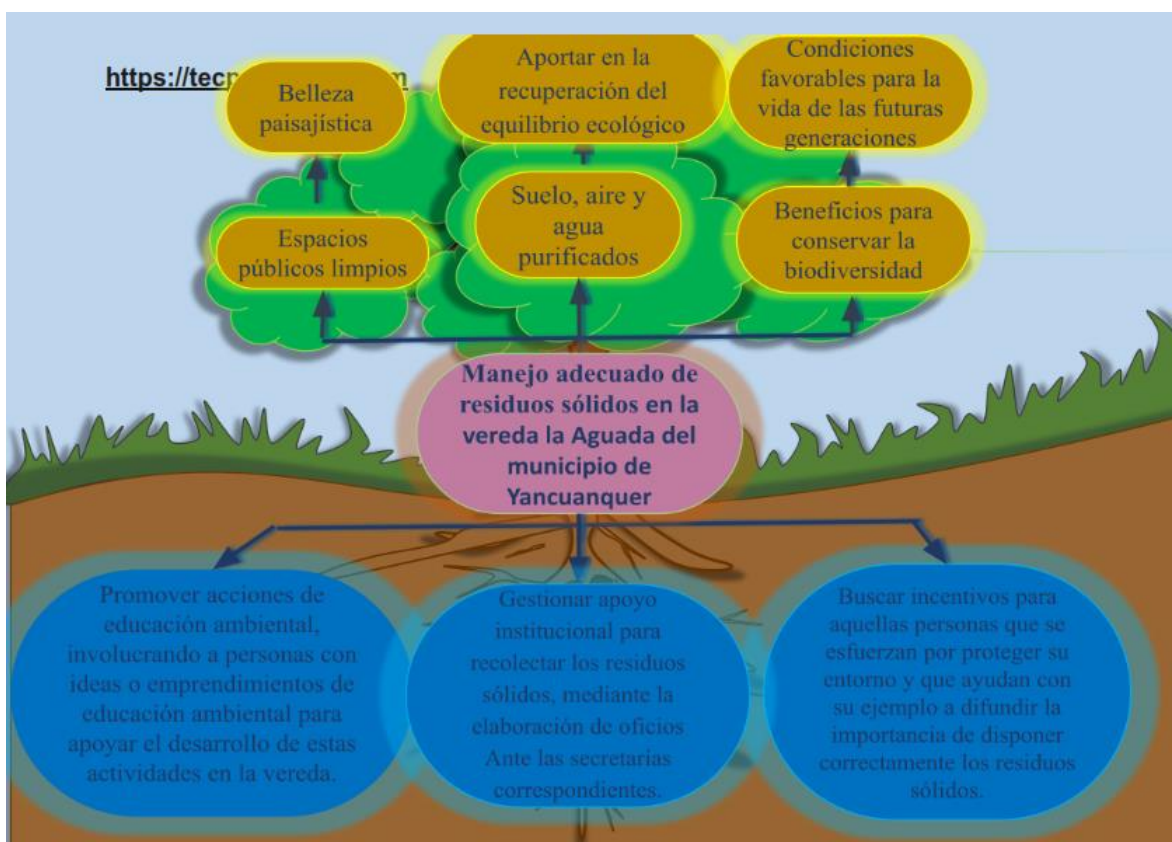 https://tecp
m
Belleza
paisajística
Aportar en la
recuperación del
equilibrio ecológico
Condiciones
favorables para la
vida de las futuras
generaciones
Espacios
públicos limpios
Suelo, aire y
agua
purificados
Beneficios para
conservar la
biodiversidad
Manejo adecuado de
residuos sólidos en la
vereda la Aguada del
municipio de
Yancuanquer
Promover acciones de
educación ambiental,
involucrando a personas con
ideas o emprendimientos de
educación ambiental para
apoyar el desarrollo de estas
actividades en la vereda.
Gestionar apoyo
institucional para
recolectar los residuos
sólidos, mediante la
elaboración de oficios
Ante las secretarías
correspondientes.
Buscar incentivos para
aquellas personas que se
esfuerzan por proteger su
entorno y que ayudan con
su ejemplo a difundir la
importancia de disponer
correctamente los residuos
sólidos.